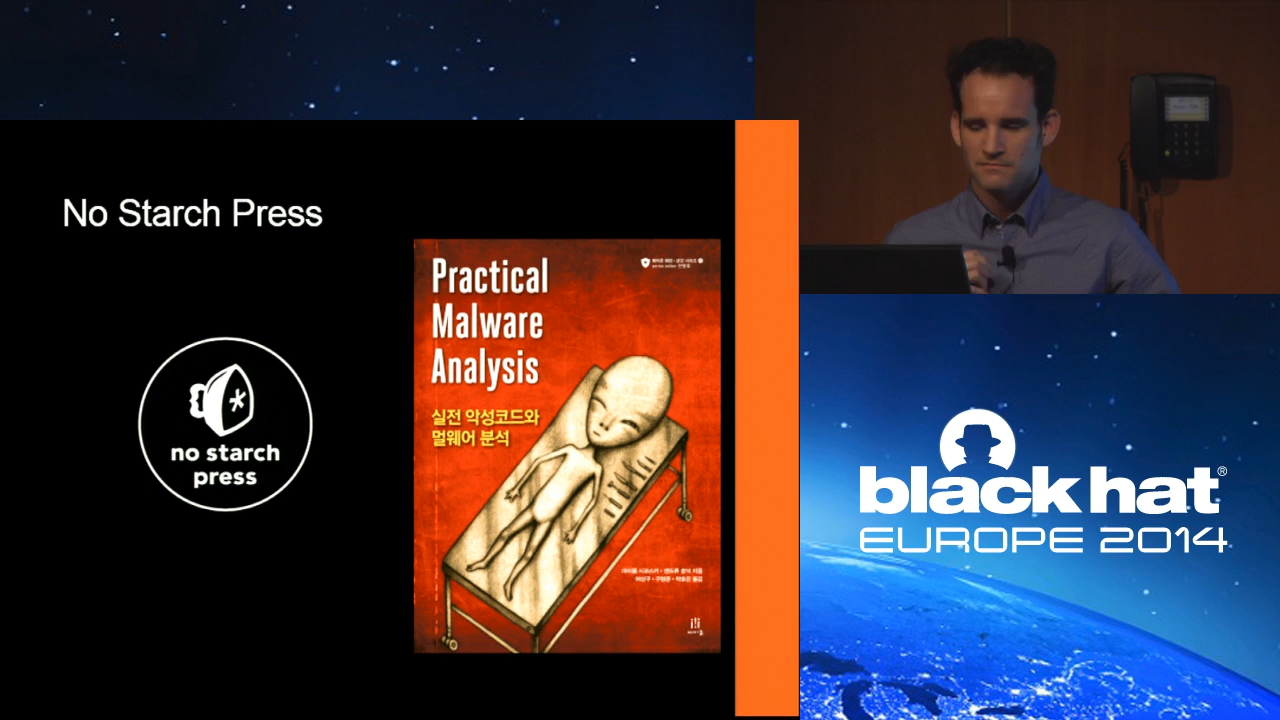 No Starch Press
no starch
press
Practical
Malware
Analysis
실전 악성코드와
멀웨어 분석
black hat®
EUROPE 2014